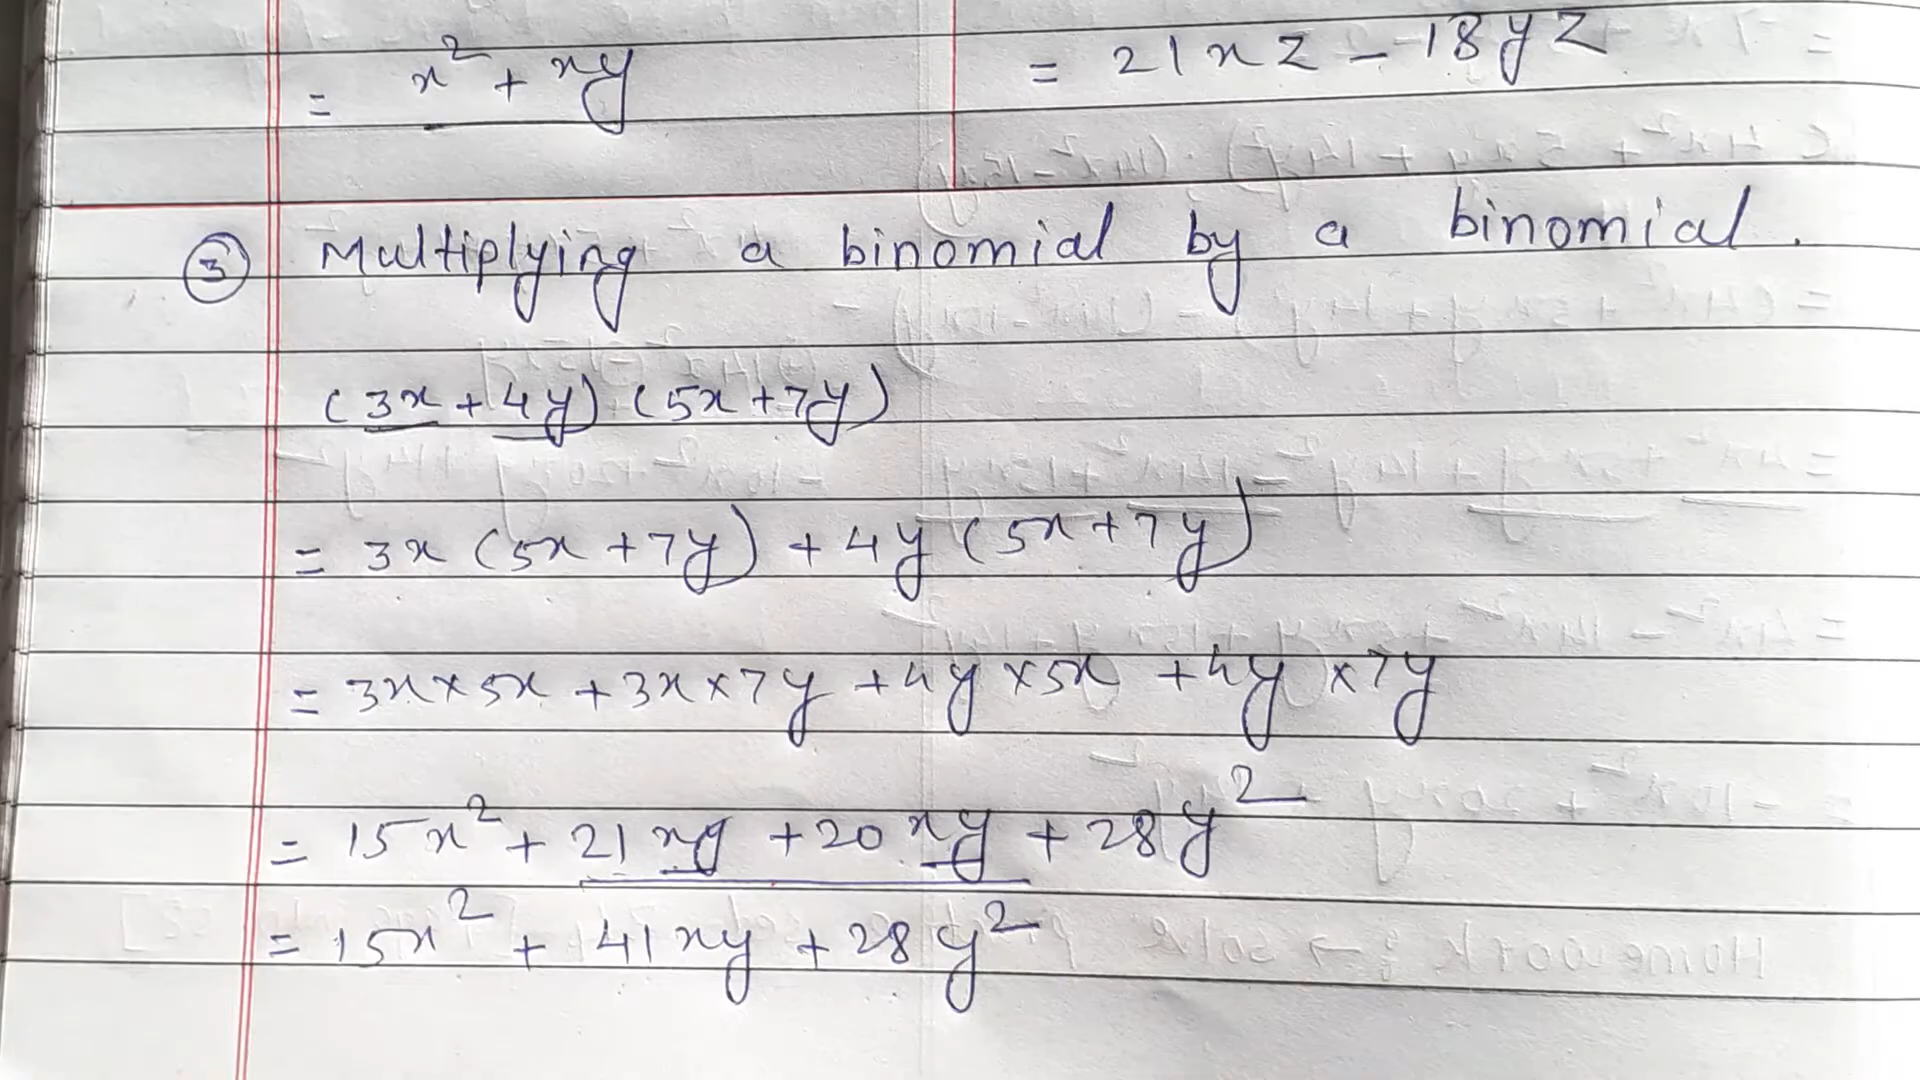 = x² + xy
= 21xz - 18yz
③ Multiplying a binomial by a binomial.
(3x + 4y) (5x + 7y)
= 3x (5x + 7y) + 4y (5x + 7y)
= 3x × 5x + 3x × 7y + 4y × 5x + 4y × 7y
= 15x² + 21xy + 20xy + 28y²
= 15x² + 41xy + 28y²